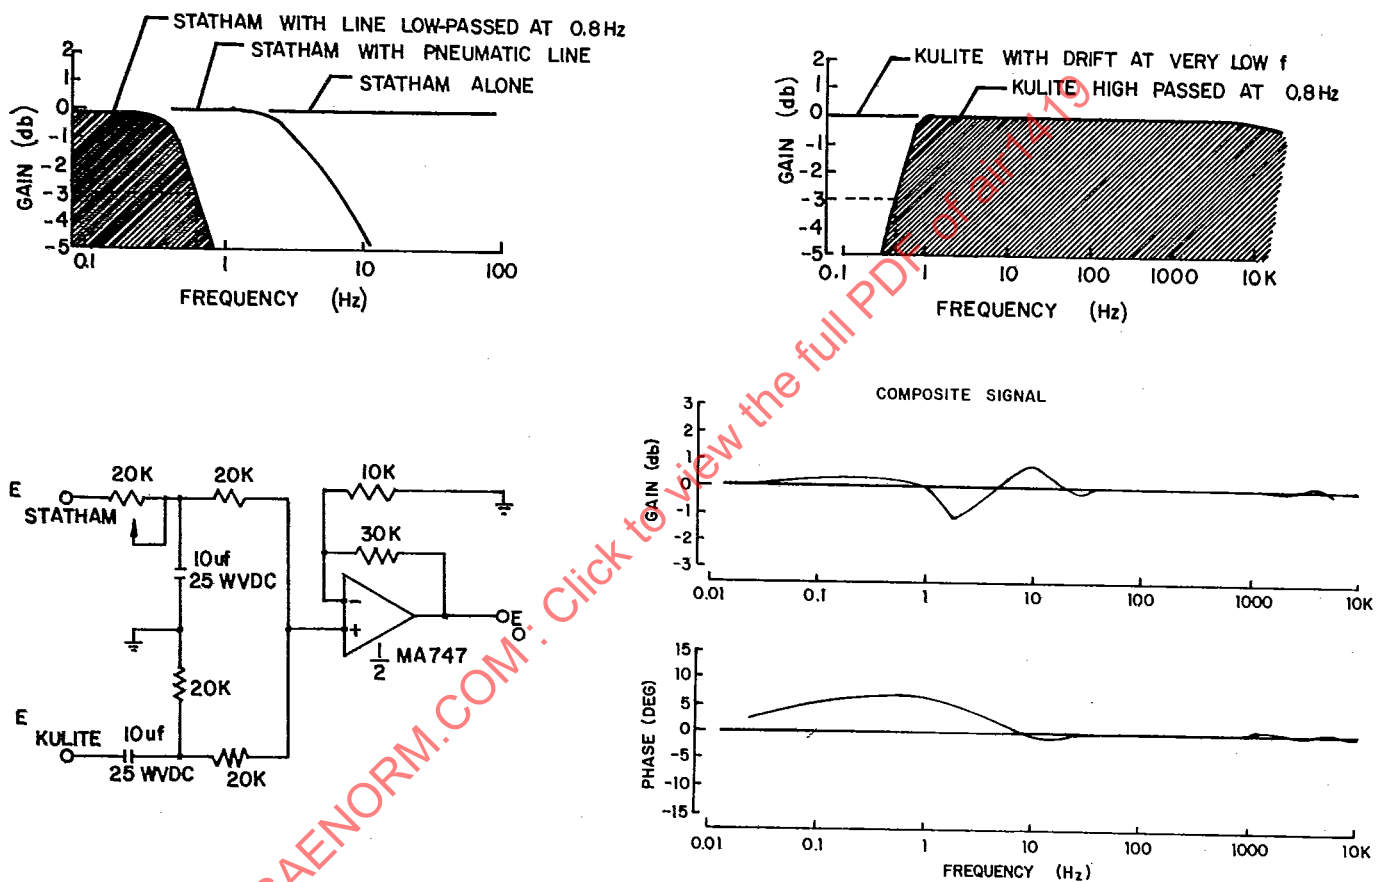 STATHAM WITH LINE LOW-PASSED AT 0.8Hz
STATHAM WITH PNEUMATIC LINE
STATHAM ALONE
GAIN (db)
2
1
0
-1
-2
-3
-4
-5
0.1
1
10
100
FREQUENCY (Hz)
KULITE WITH DRIFT AT VERY LOW f
KULITE HIGH PASSED AT 0.8Hz
GAIN (db)
2
1
0
-1
-2
-3
-4
-5
0.1
1
10
100
1000
10K
FREQUENCY (Hz)
E
STATHAM
20K
20K
10uf
25 WVDC
10K
30K
-
+
E
O
1/2 MA747
20K
E
KULITE
10uf
25 WVDC
20K
COMPOSITE SIGNAL
GAIN (db)
3
2
1
0
-1
-2
-3
0.01
0.1
1
10
100
1000
10K
PHASE (DEG)
15
10
5
0
-5
-10
-15
0.01
0.1
1
10
100
1000
10K
FREQUENCY (Hz)
SAENORM.COM : Click to view the full PDF of air1419